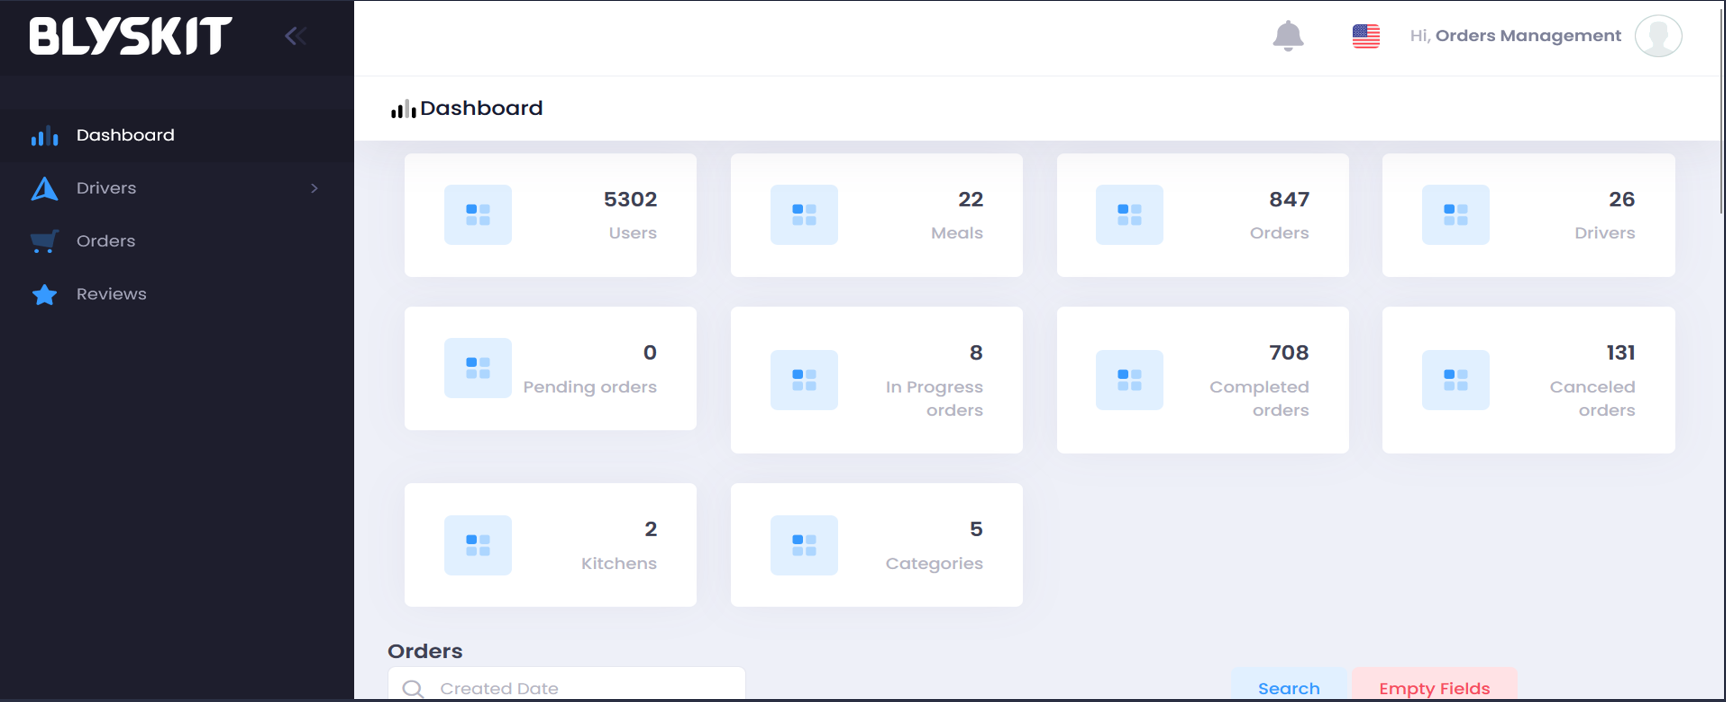 BLYSKIT
Hi, Orders Management
Dashboard
Dashboard
Drivers
Orders
Reviews
5302
Users
22
Meals
847
Orders
26
Drivers
0
Pending orders
8
In Progress
orders
708
Completed
orders
131
Canceled
orders
2
Kitchens
5
Categories
Orders
Created Date
Search
Empty Fields